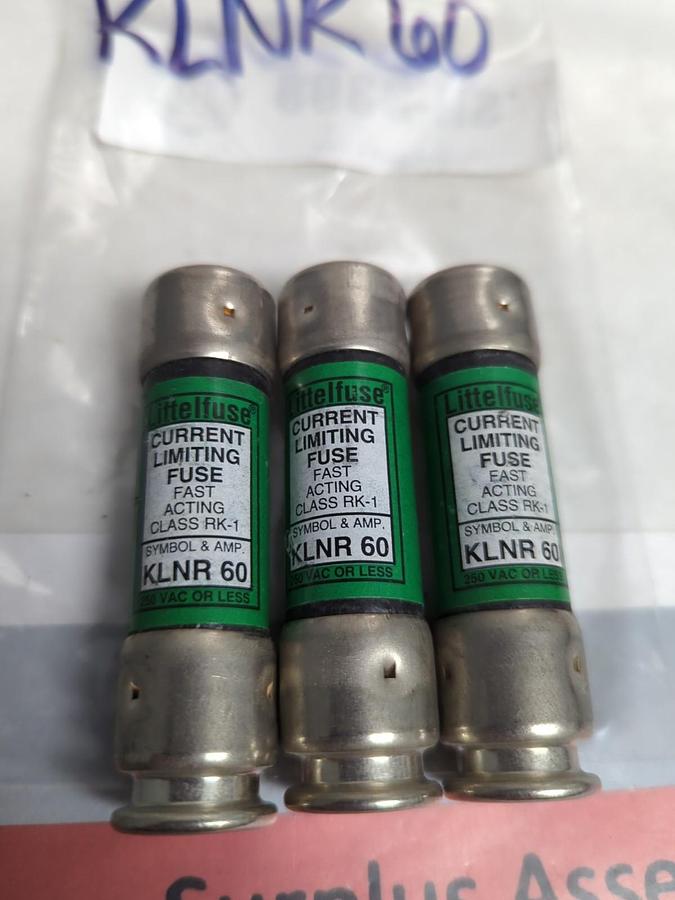 KLNR 60
Littelfuse®
CURRENT
LIMITING
FUSE
FAST
ACTING
CLASS RK-1
SYMBOL & AMP.
KLNR 60
250 VAC OR LESS
Littelfuse
CURRENT
LIMITING
FUSE
FAST
ACTING
CLASS RK-1
SYMBOL & AMP.
KLNR 60
250 VAC OR LESS
Littelfuse
CURRENT
LIMITING
FUSE
FAST
ACTING
CLASS RK-1
SYMBOL & AMP.
KLNR 60
250 VAC OR LESS
Surplus Asse